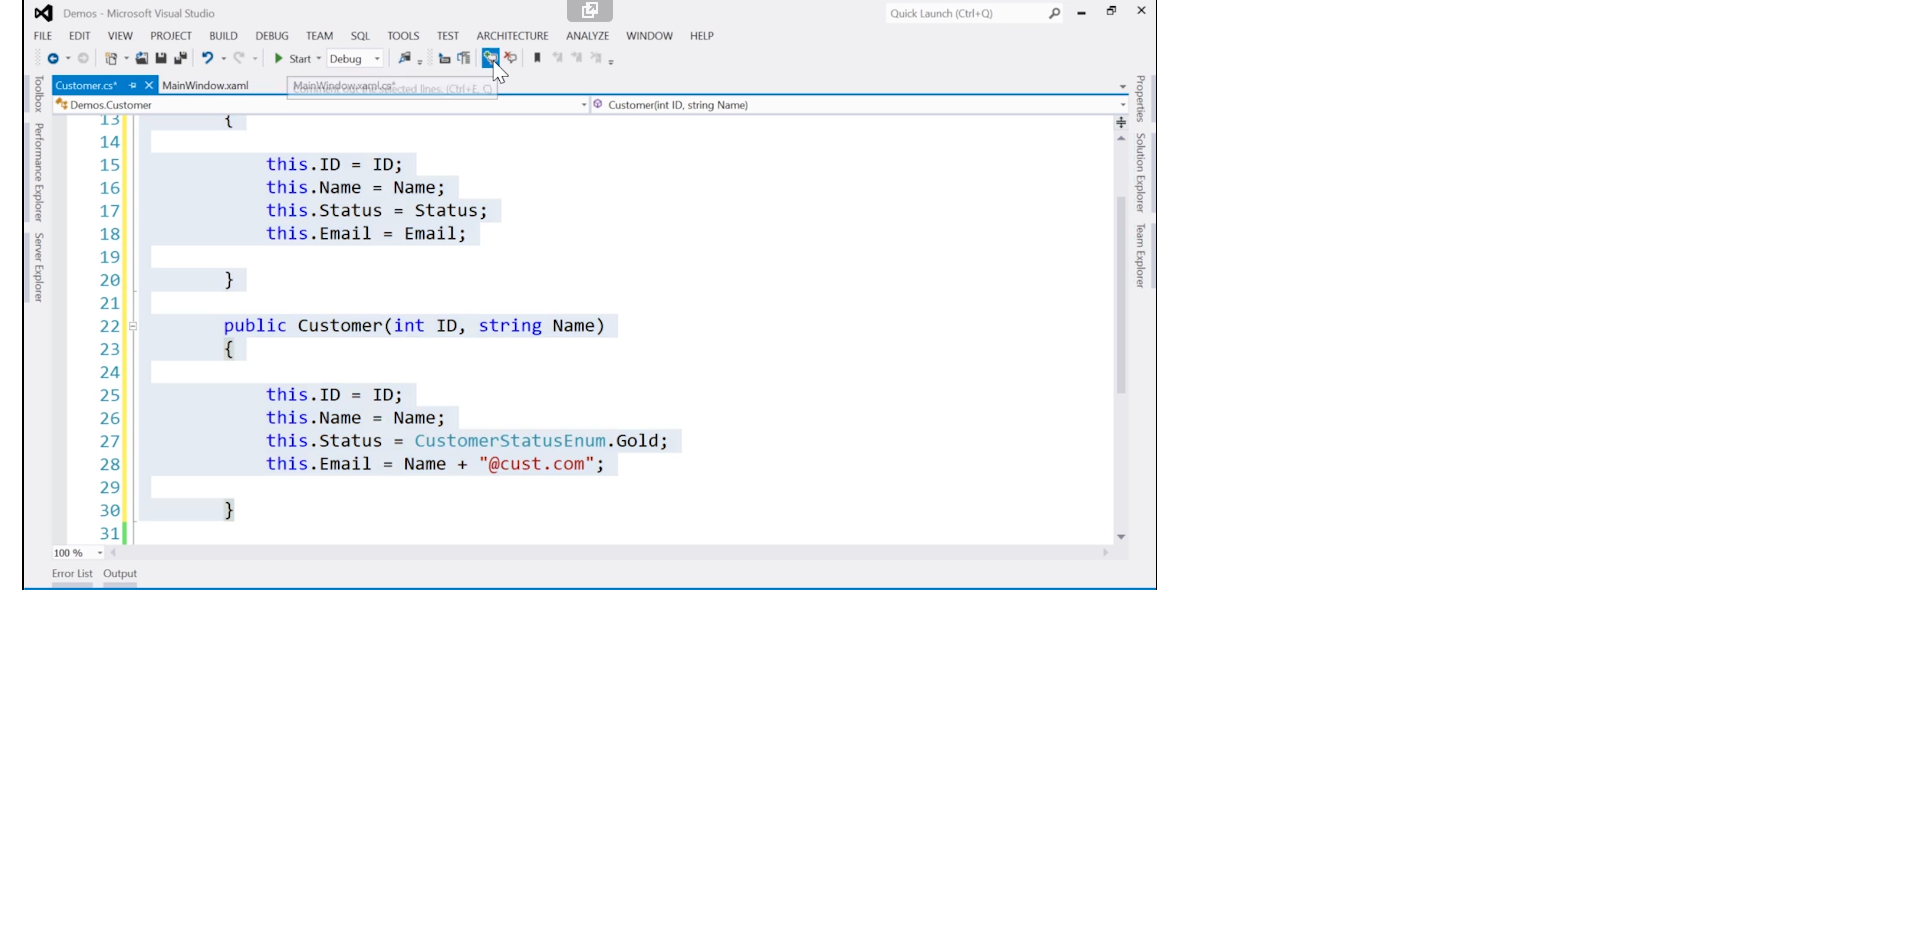 Demos - Microsoft Visual Studio
Quick Launch (Ctrl+Q)
FILE EDIT VIEW PROJECT BUILD DEBUG TEAM SQL TOOLS TEST ARCHITECTURE ANALYZE WINDOW HELP
Start Debug
Customer.cs* MainWindow.xaml MainWindow.xaml.cs*
Comment out the selected lines. (Ctrl+E, C)
Demos.Customer Customer(int ID, string Name)
Toolbox
Performance Explorer
Server Explorer
Properties
Solution Explorer
Team Explorer
13 {
14
15 this.ID = ID;
16 this.Name = Name;
17 this.Status = Status;
18 this.Email = Email;
19
20 }
21
22 public Customer(int ID, string Name)
23 {
24
25 this.ID = ID;
26 this.Name = Name;
27 this.Status = CustomerStatusEnum.Gold;
28 this.Email = Name + "@cust.com";
29
30 }
31
100 %
Error List Output